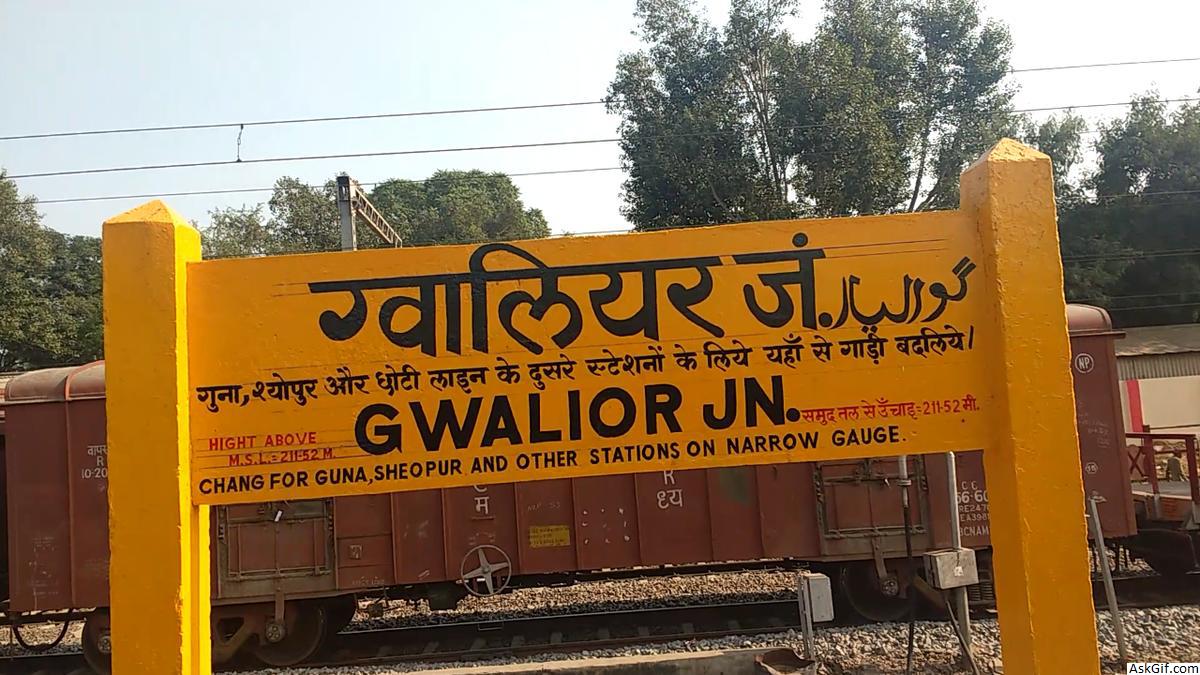 ग्वालियर जं. گوالیار
गुना, श्योपुर और छोटी लाइन के दुसरे स्टेशनों के लिये यहाँ से गाड़ी बदलिये।
GWALIOR JN.
HIGHT ABOVE
M.S.L.=211·52 M.
समुद्र तल से उँचाइ=211·52 मी.
CHANG FOR GUNA,SHEOPUR AND OTHER STATIONS ON NARROW GAUGE.
NP
R
ध्य
म
AskGif.com